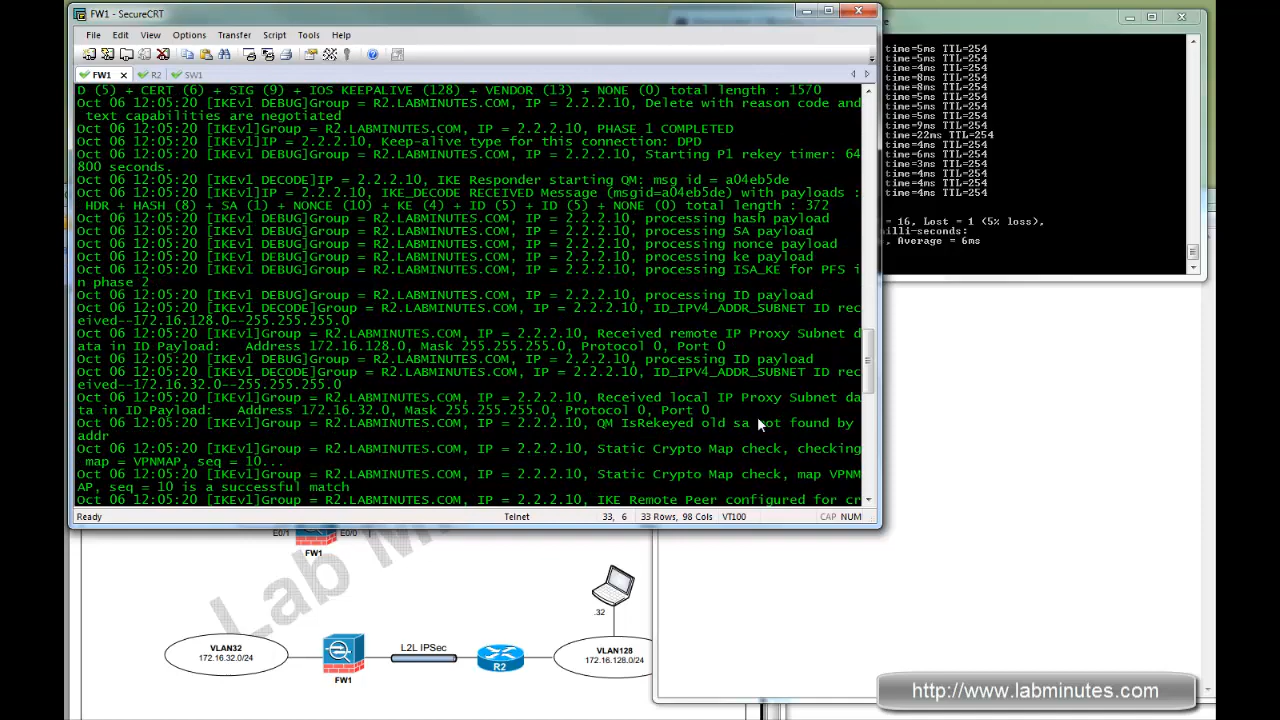 FW1 - SecureCRT
File Edit View Options Transfer Script Tools Help
FW1 R2 SW1
D (5) + CERT (6) + SIG (9) + IOS KEEPALIVE (128) + VENDOR (13) + NONE (0) total length : 1570
Oct 06 12:05:20 [IKEv1 DEBUG]Group = R2.LABMINUTES.COM, IP = 2.2.2.10, Delete with reason code and
text capabilities are negotiated
Oct 06 12:05:20 [IKEv1]Group = R2.LABMINUTES.COM, IP = 2.2.2.10, PHASE 1 COMPLETED
Oct 06 12:05:20 [IKEv1]IP = 2.2.2.10, Keep-alive type for this connection: DPD
Oct 06 12:05:20 [IKEv1 DEBUG]Group = R2.LABMINUTES.COM, IP = 2.2.2.10, Starting P1 rekey timer: 64
800 seconds.
Oct 06 12:05:20 [IKEv1 DECODE]IP = 2.2.2.10, IKE Responder starting QM: msg id = a04eb5de
Oct 06 12:05:20 [IKEv1]IP = 2.2.2.10, IKE_DECODE RECEIVED Message (msgid=a04eb5de) with payloads :
HDR + HASH (8) + SA (1) + NONCE (10) + KE (4) + ID (5) + ID (5) + NONE (0) total length : 372
Oct 06 12:05:20 [IKEv1 DEBUG]Group = R2.LABMINUTES.COM, IP = 2.2.2.10, processing hash payload
Oct 06 12:05:20 [IKEv1 DEBUG]Group = R2.LABMINUTES.COM, IP = 2.2.2.10, processing SA payload
Oct 06 12:05:20 [IKEv1 DEBUG]Group = R2.LABMINUTES.COM, IP = 2.2.2.10, processing nonce payload
Oct 06 12:05:20 [IKEv1 DEBUG]Group = R2.LABMINUTES.COM, IP = 2.2.2.10, processing ke payload
Oct 06 12:05:20 [IKEv1 DEBUG]Group = R2.LABMINUTES.COM, IP = 2.2.2.10, processing ISA_KE for PFS i
n phase 2
Oct 06 12:05:20 [IKEv1 DEBUG]Group = R2.LABMINUTES.COM, IP = 2.2.2.10, processing ID payload
Oct 06 12:05:20 [IKEv1 DECODE]Group = R2.LABMINUTES.COM, IP = 2.2.2.10, ID_IPV4_ADDR_SUBNET ID rec
eived--172.16.128.0--255.255.255.0
Oct 06 12:05:20 [IKEv1]Group = R2.LABMINUTES.COM, IP = 2.2.2.10, Received remote IP Proxy Subnet d
ata in ID Payload: Address 172.16.128.0, Mask 255.255.255.0, Protocol 0, Port 0
Oct 06 12:05:20 [IKEv1 DEBUG]Group = R2.LABMINUTES.COM, IP = 2.2.2.10, processing ID payload
Oct 06 12:05:20 [IKEv1 DECODE]Group = R2.LABMINUTES.COM, IP = 2.2.2.10, ID_IPV4_ADDR_SUBNET ID rec
eived--172.16.32.0--255.255.255.0
Oct 06 12:05:20 [IKEv1]Group = R2.LABMINUTES.COM, IP = 2.2.2.10, Received local IP Proxy Subnet da
ta in ID Payload: Address 172.16.32.0, Mask 255.255.255.0, Protocol 0, Port 0
Oct 06 12:05:20 [IKEv1]Group = R2.LABMINUTES.COM, IP = 2.2.2.10, QM IsRekeyed old sa not found by
addr
Oct 06 12:05:20 [IKEv1]Group = R2.LABMINUTES.COM, IP = 2.2.2.10, Static Crypto Map check, checking
map = VPNMAP, seq = 10...
Oct 06 12:05:20 [IKEv1]Group = R2.LABMINUTES.COM, IP = 2.2.2.10, Static Crypto Map check, map VPNM
AP, seq = 10 is a successful match
Oct 06 12:05:20 [IKEv1]Group = R2.LABMINUTES.COM, IP = 2.2.2.10, IKE Remote Peer configured for cr
Ready Telnet 33, 6 33 Rows, 98 Cols VT100 CAP NUM
time=5ms TTL=254
time=5ms TTL=254
time=4ms TTL=254
time=8ms TTL=254
time=8ms TTL=254
time=5ms TTL=254
time=5ms TTL=254
time=5ms TTL=254
time=9ms TTL=254
time=22ms TTL=254
time=4ms TTL=254
time=6ms TTL=254
time=3ms TTL=254
time=4ms TTL=254
time=4ms TTL=254
time=4ms TTL=254
= 16, Lost = 1 (5% loss),
illi-seconds:
, Average = 6ms
E0/1 E0/0
FW1
Lab M
.32
VLAN32
172.16.32.0/24
FW1
L2L IPSec
R2
VLAN128
172.16.128.0/24
http://www.labminutes.com